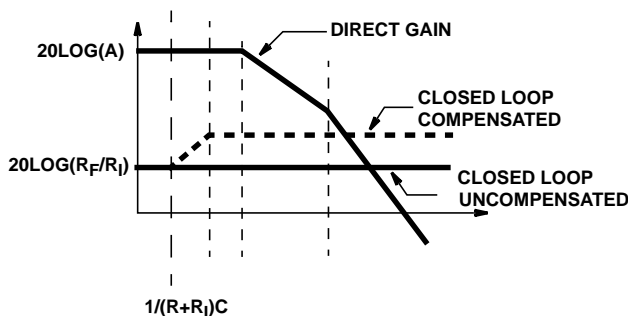 DIRECT GAIN
20LOG(A)
CLOSED LOOP
COMPENSATED
20LOG(RF/RI)
CLOSED LOOP
UNCOMPENSATED
1/(R+RI)C